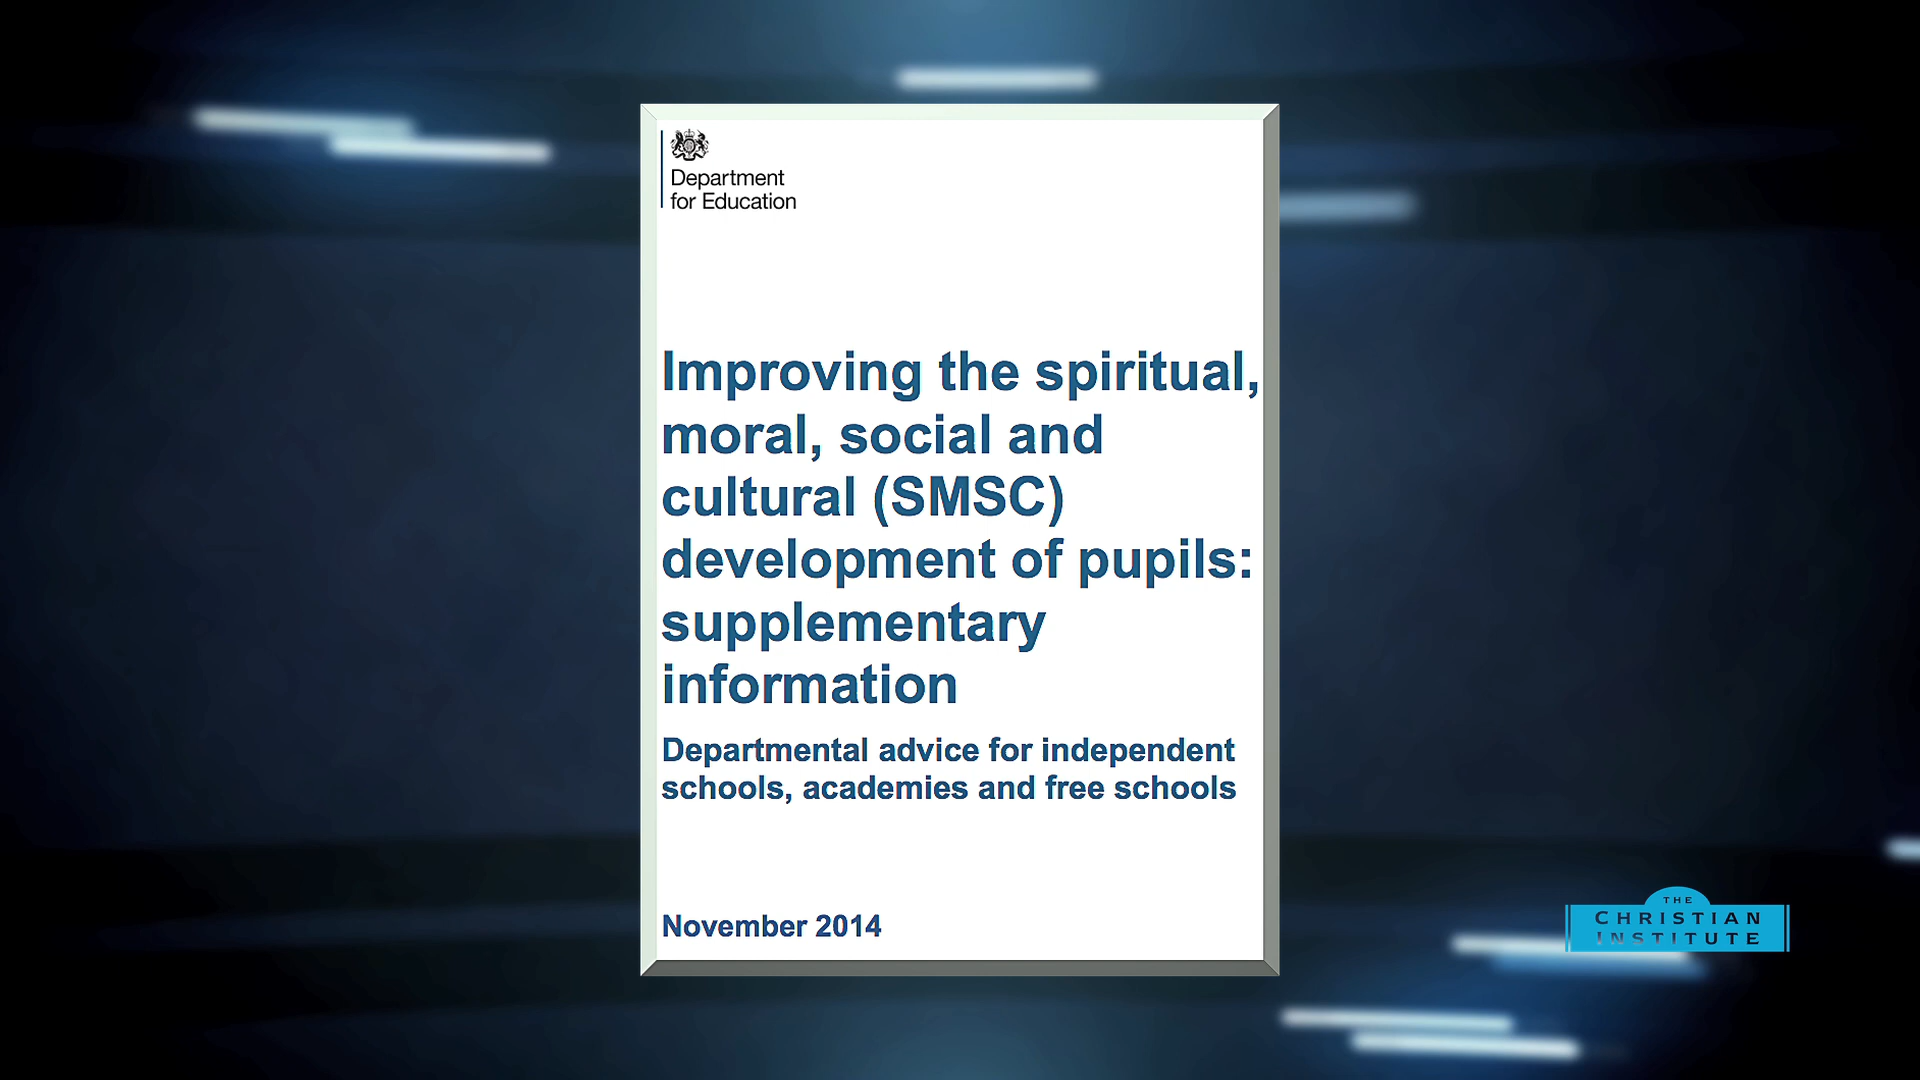 Department
for Education
Improving the spiritual,
moral, social and
cultural (SMSC)
development of pupils:
supplementary
information
Departmental advice for independent
schools, academies and free schools
November 2014
THE
CHRISTIAN
INSTITUTE